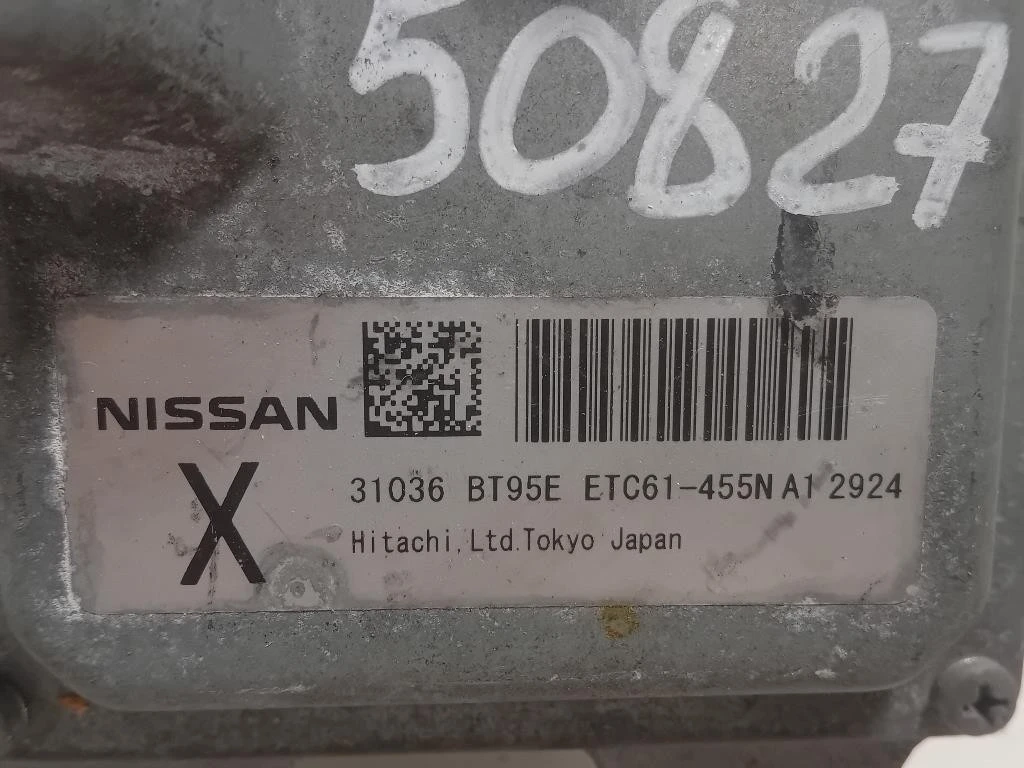 50827
NISSAN
X
31036 BT95E ETC61-455N A1 2924
Hitachi,Ltd.Tokyo Japan